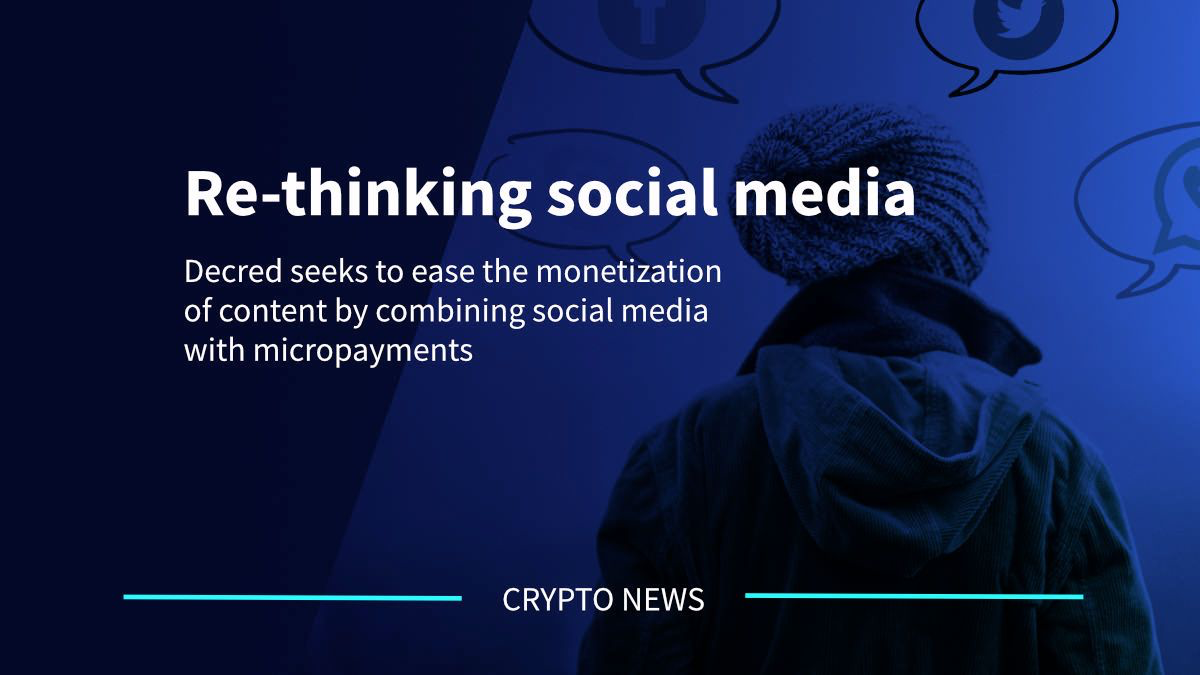 Re-thinking social media
Decred seeks to ease the monetization
of content by combining social media
with micropayments
CRYPTO NEWS